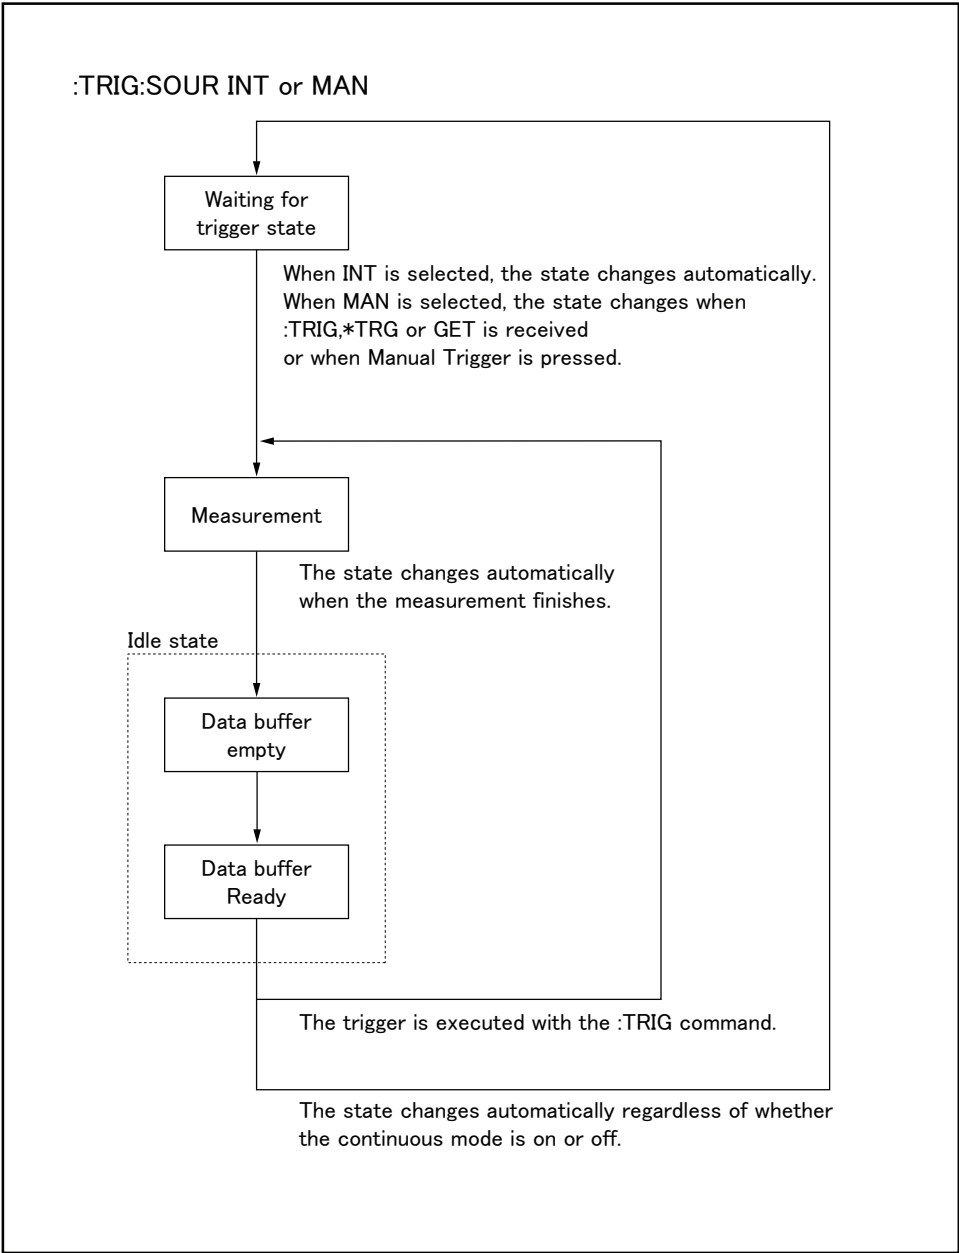 :TRIG:SOUR INT or MAN
Waiting for
trigger state
When INT is selected, the state changes automatically.
When MAN is selected, the state changes when
:TRIG,*TRG or GET is received
or when Manual Trigger is pressed.
Measurement
The state changes automatically
when the measurement finishes.
Idle state
Data buffer
empty
Data buffer
Ready
The trigger is executed with the :TRIG command.
The state changes automatically regardless of whether
the continuous mode is on or off.